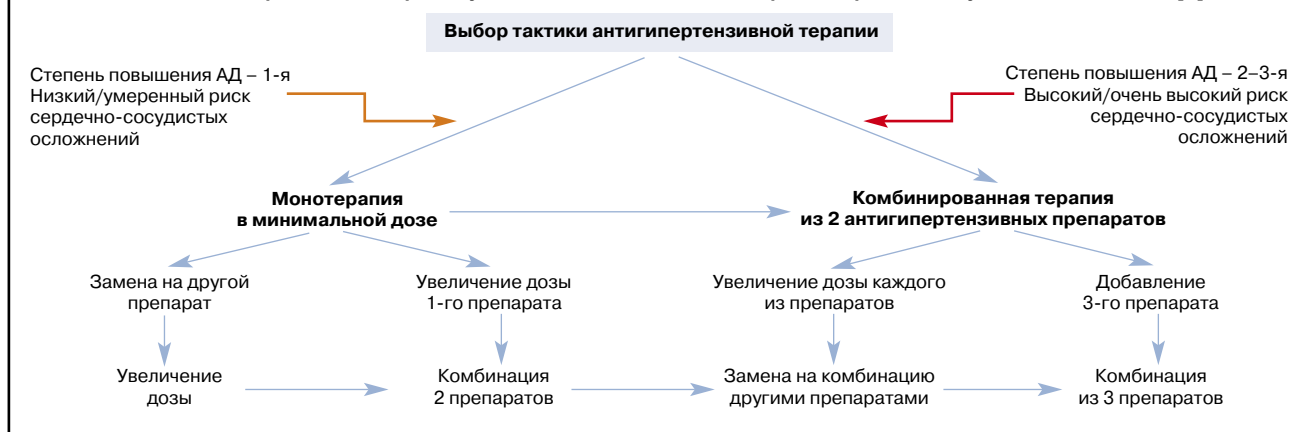 Выбор тактики антигипертензивной терапии
Степень повышения АД – 1-я
Низкий/умеренный риск
сердечно-сосудистых
осложнений
Степень повышения АД – 2–3-я
Высокий/очень высокий риск
сердечно-сосудистых
осложнений
Монотерапия
в минимальной дозе
Комбинированная терапия
из 2 антигипертензивных препаратов
Замена на другой
препарат
Увеличение дозы
1-го препарата
Увеличение дозы каждого
из препаратов
Добавление
3-го препарата
Увеличение
дозы
Комбинация
2 препаратов
Замена на комбинацию
другими препаратами
Комбинация
из 3 препаратов